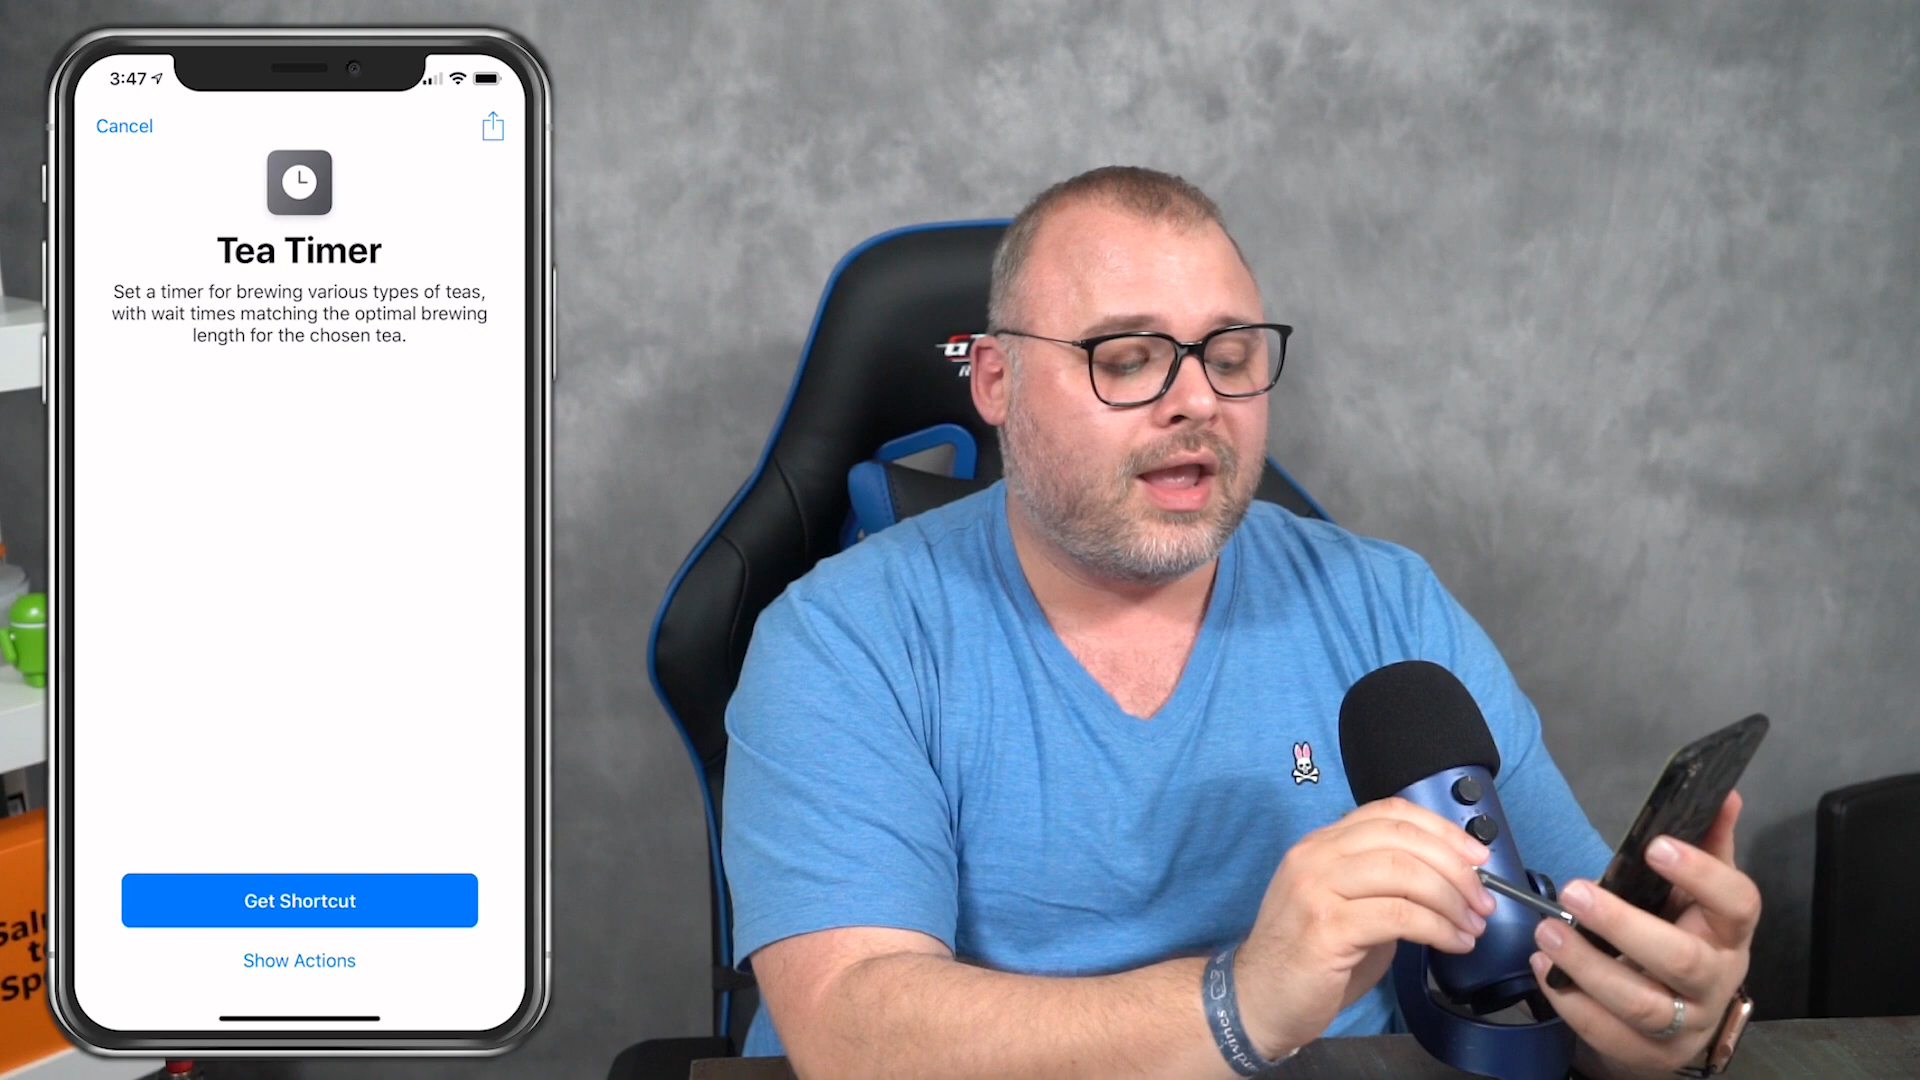 3:47
Cancel
Tea Timer
Set a timer for brewing various types of teas,
with wait times matching the optimal brewing
length for the chosen tea.
Get Shortcut
Show Actions